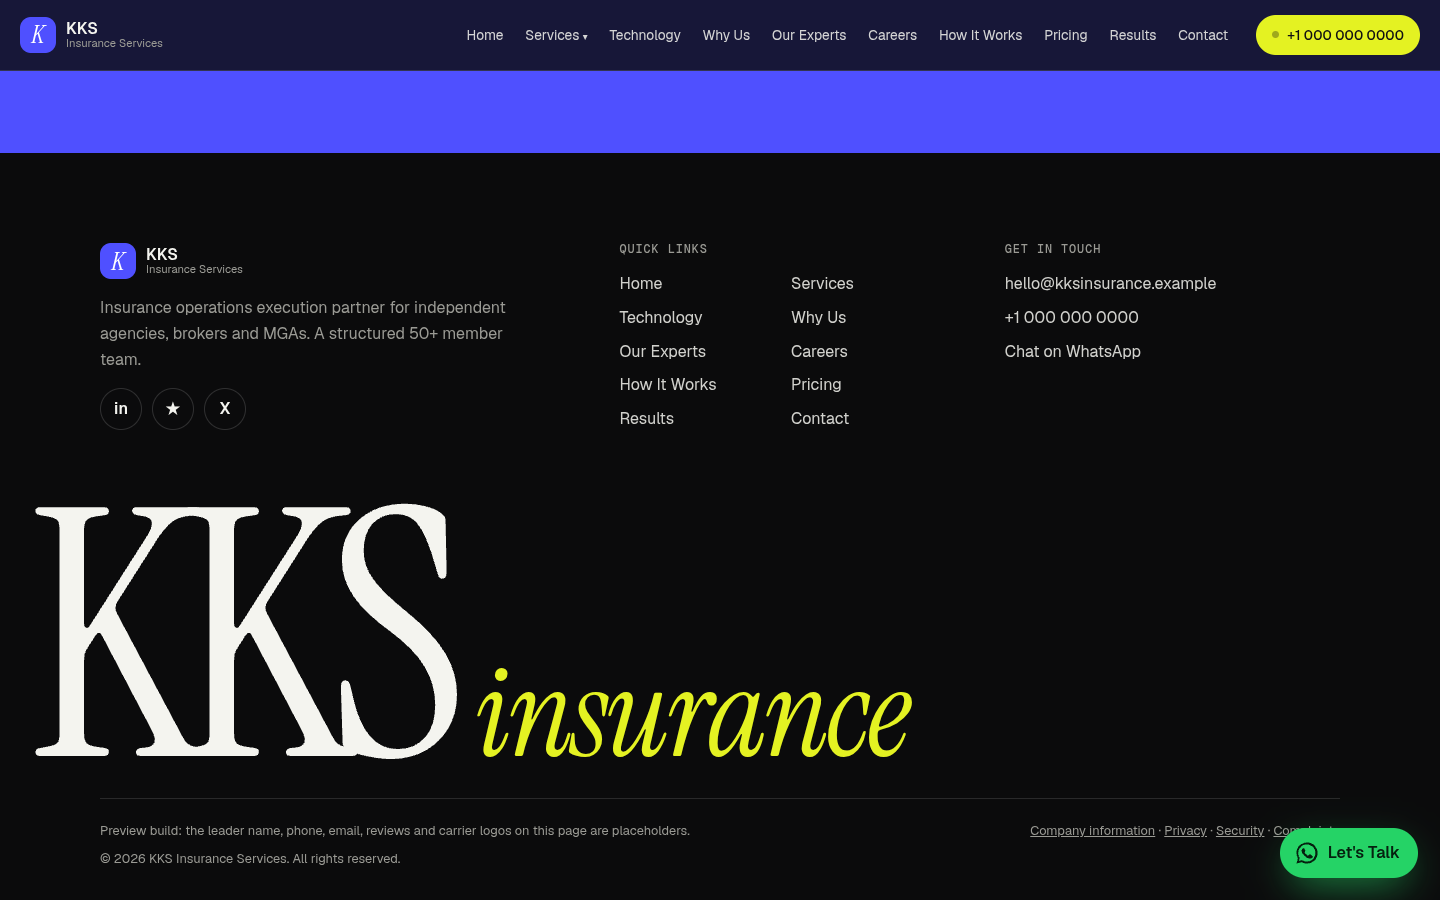 K
KKS
Insurance Services
Home
Services ▾
Technology
Why Us
Our Experts
Careers
How It Works
Pricing
Results
Contact
+1 000 000 0000
K
KKS
Insurance Services
Insurance operations execution partner for independent
agencies, brokers and MGAs. A structured 50+ member
team.
in
★
X
QUICK LINKS
Home
Services
Technology
Why Us
Our Experts
Careers
How It Works
Pricing
Results
Contact
GET IN TOUCH
hello@kksinsurance.example
+1 000 000 0000
Chat on WhatsApp
KKS insurance
Preview build: the leader name, phone, email, reviews and carrier logos on this page are placeholders.
© 2026 KKS Insurance Services. All rights reserved.
Company information · Privacy · Security ·
Let's Talk